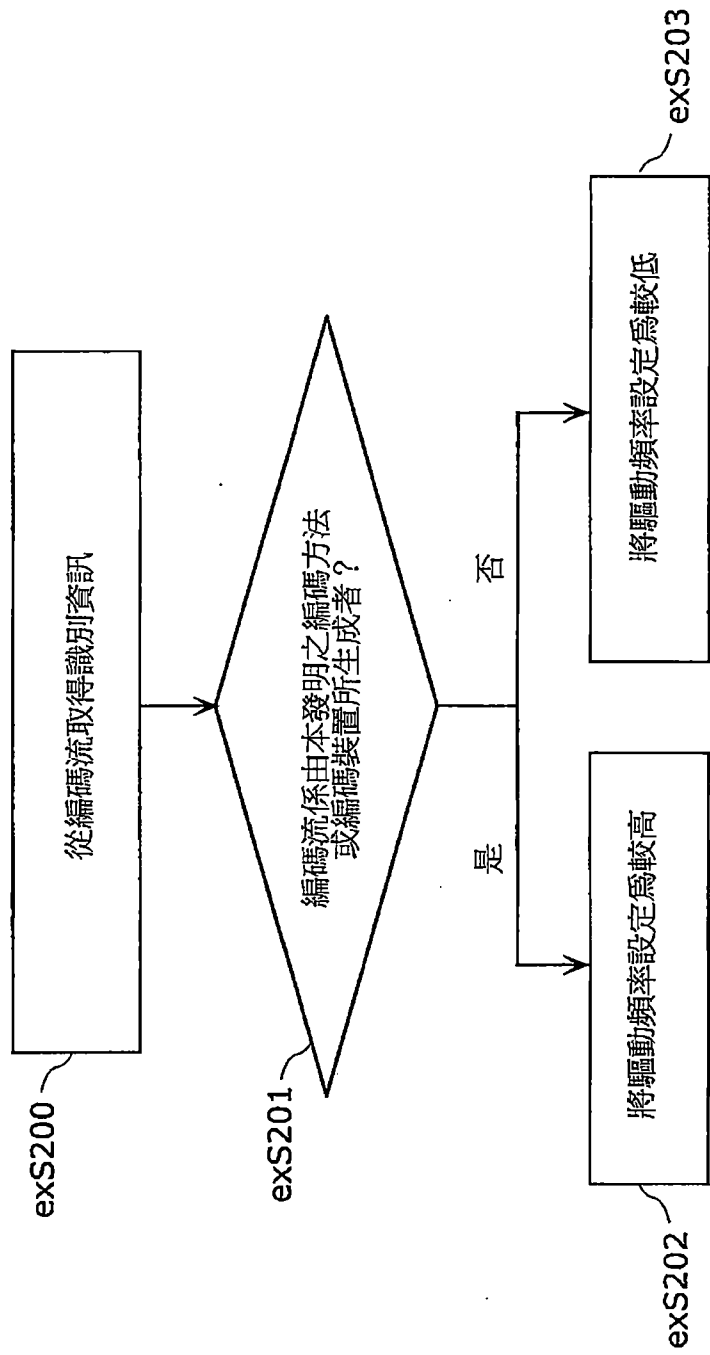 exS200
從編碼流取得識別資訊
exS201
編碼流係由本發明之編碼方法
或編碼裝置所生成者？
是
否
exS202
將驅動頻率設定為較高
exS203
將驅動頻率設定為較低